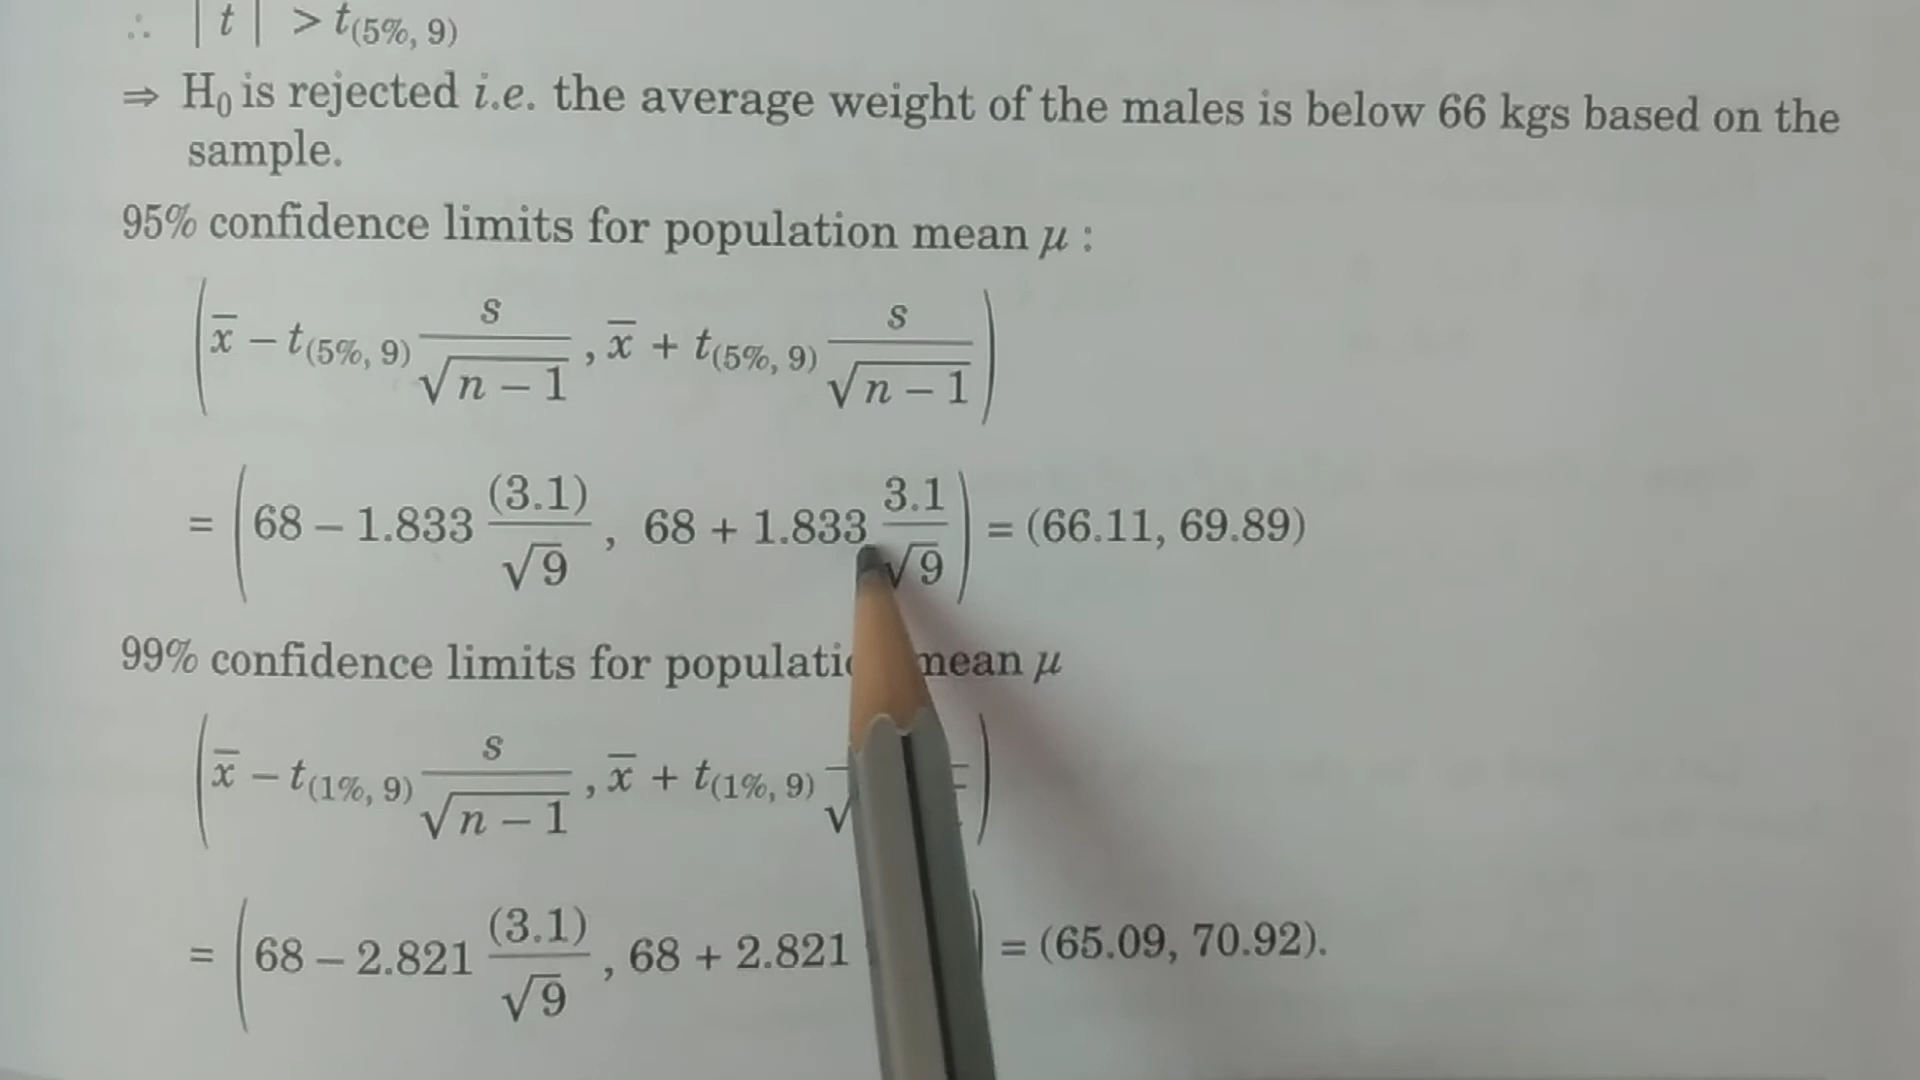 ∴ | t | > t(5%, 9)
⇒ H₀ is rejected i.e. the average weight of the males is below 66 kgs based on the
sample.
95% confidence limits for population mean μ :
( x̄ − t(5%, 9) s/√(n − 1) , x̄ + t(5%, 9) s/√(n − 1) )
= ( 68 − 1.833 (3.1)/√9 , 68 + 1.833 3.1/√9 ) = (66.11, 69.89)
99% confidence limits for mean μ
( x̄ − t(1%, 9) s/√(n − 1) , x̄ + t(1%, 9) √ )
= ( 68 − 2.821 (3.1)/√9 , 68 + 2.821 ) = (65.09, 70.92).